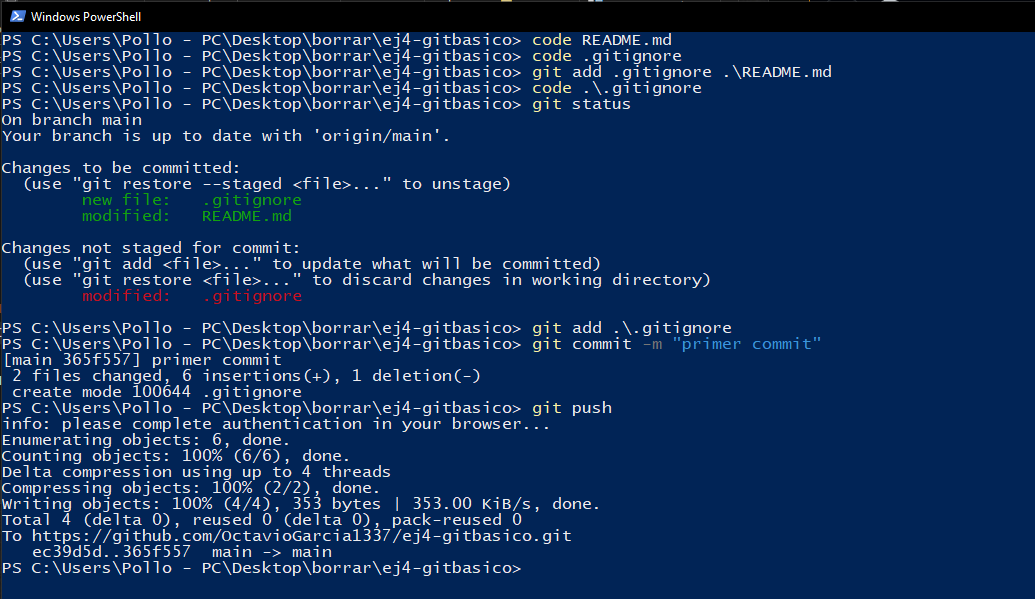 Windows PowerShell
PS C:\Users\Pollo - PC\Desktop\borrar\ej4-gitbasico> code README.md
PS C:\Users\Pollo - PC\Desktop\borrar\ej4-gitbasico> code .gitignore
PS C:\Users\Pollo - PC\Desktop\borrar\ej4-gitbasico> git add .gitignore .\README.md
PS C:\Users\Pollo - PC\Desktop\borrar\ej4-gitbasico> code .\.gitignore
PS C:\Users\Pollo - PC\Desktop\borrar\ej4-gitbasico> git status
On branch main
Your branch is up to date with 'origin/main'.
Changes to be committed:
  (use "git restore --staged <file>..." to unstage)
        new file:   .gitignore
        modified:   README.md
Changes not staged for commit:
  (use "git add <file>..." to update what will be committed)
  (use "git restore <file>..." to discard changes in working directory)
        modified:   .gitignore
PS C:\Users\Pollo - PC\Desktop\borrar\ej4-gitbasico> git add .\.gitignore
PS C:\Users\Pollo - PC\Desktop\borrar\ej4-gitbasico> git commit -m "primer commit"
[main 365f557] primer commit
 2 files changed, 6 insertions(+), 1 deletion(-)
 create mode 100644 .gitignore
PS C:\Users\Pollo - PC\Desktop\borrar\ej4-gitbasico> git push
info: please complete authentication in your browser...
Enumerating objects: 6, done.
Counting objects: 100% (6/6), done.
Delta compression using up to 4 threads
Compressing objects: 100% (2/2), done.
Writing objects: 100% (4/4), 353 bytes | 353.00 KiB/s, done.
Total 4 (delta 0), reused 0 (delta 0), pack-reused 0
To https://github.com/OctavioGarcia1337/ej4-gitbasico.git
   ec39d5d..365f557  main -> main
PS C:\Users\Pollo - PC\Desktop\borrar\ej4-gitbasico>